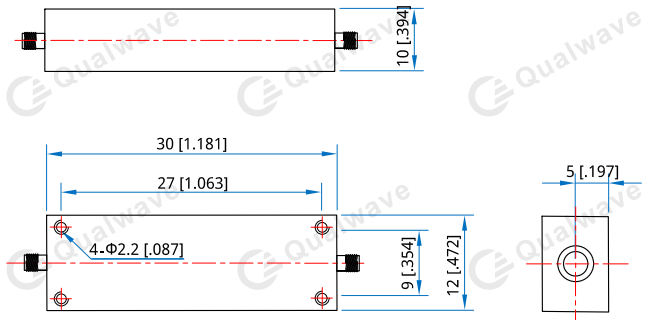 Qualwave
Qualwave
Qualwave
10 [.394]
30 [1.181]
27 [1.063]
5 [.197]
4-Φ2.2 [.087]
9 [.354]
12 [.472]
Qualwave
Qualwave
Qualwave